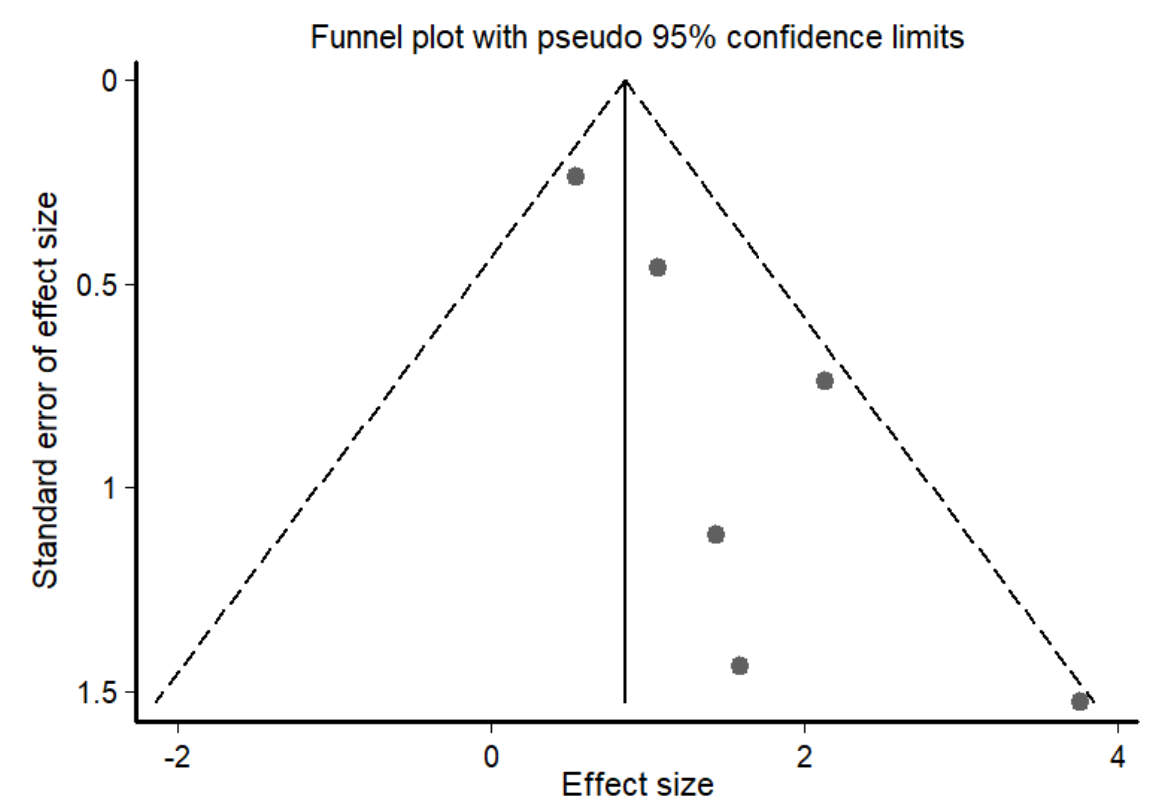 Funnel plot with pseudo 95% confidence limits
0
0.5
1
1.5
Standard error of effect size
-2
0
2
4
Effect size